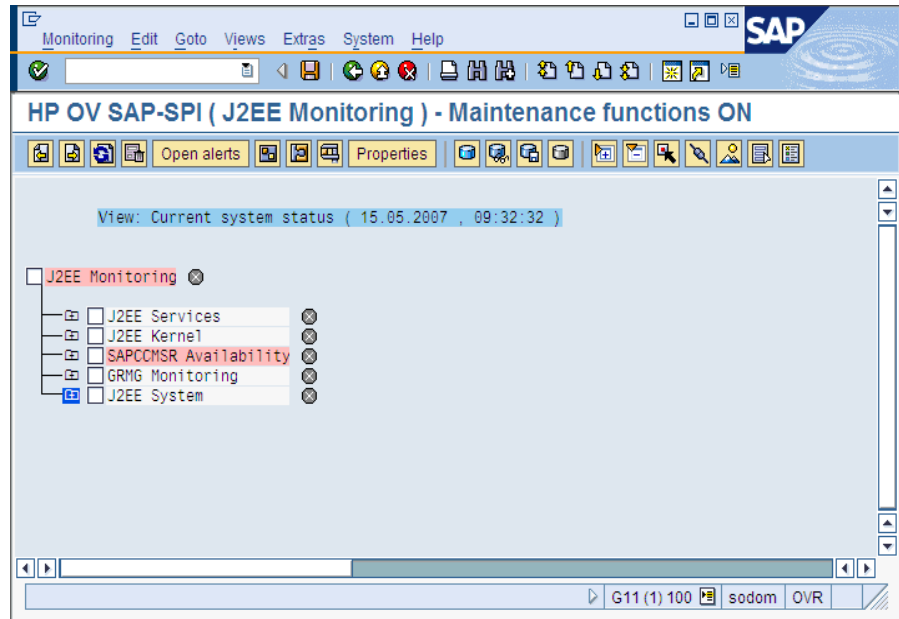 Monitoring Edit Goto Views Extras System Help
SAP
HP OV SAP-SPI ( J2EE Monitoring ) - Maintenance functions ON
Open alerts Properties
View: Current system status ( 15.05.2007 , 09:32:32 )
J2EE Monitoring
J2EE Services
J2EE Kernel
SAPCCMSR Availability
GRMG Monitoring
J2EE System
G11 (1) 100 sodom OVR